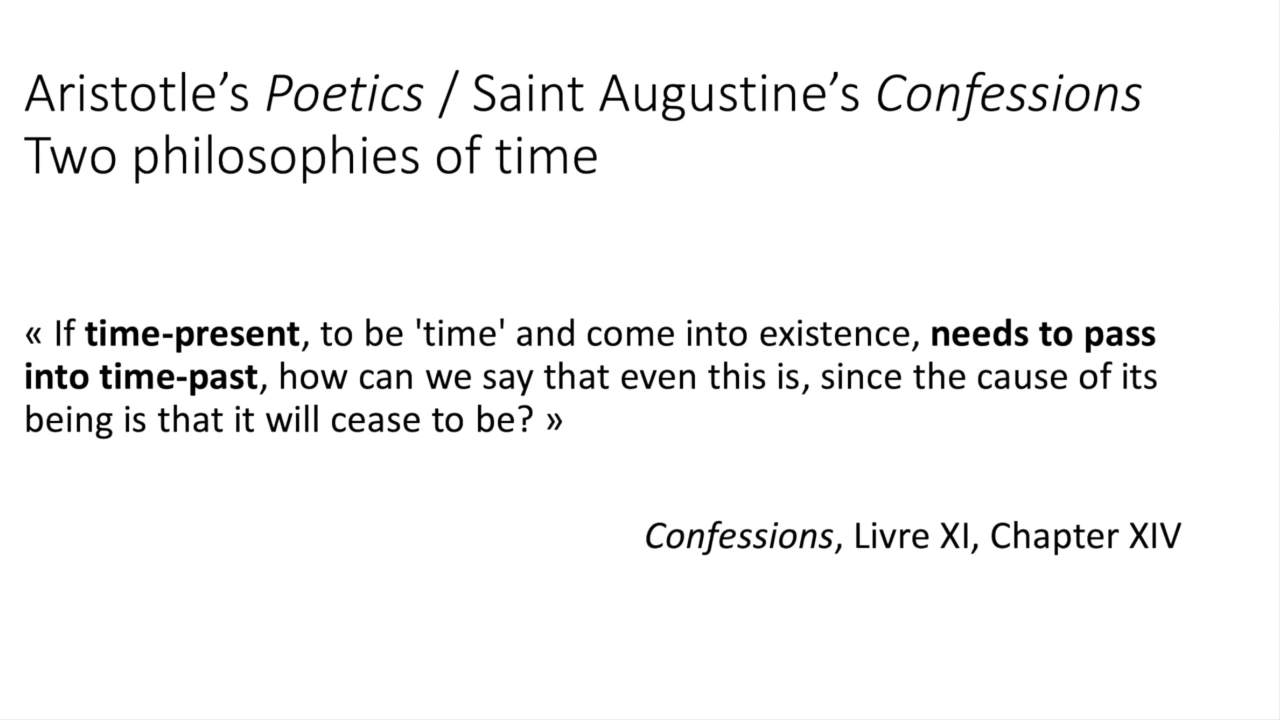 Aristotle’s Poetics / Saint Augustine’s Confessions
Two philosophies of time
« If time-present, to be 'time' and come into existence, needs to pass
into time-past, how can we say that even this is, since the cause of its
being is that it will cease to be? »
Confessions, Livre XI, Chapter XIV